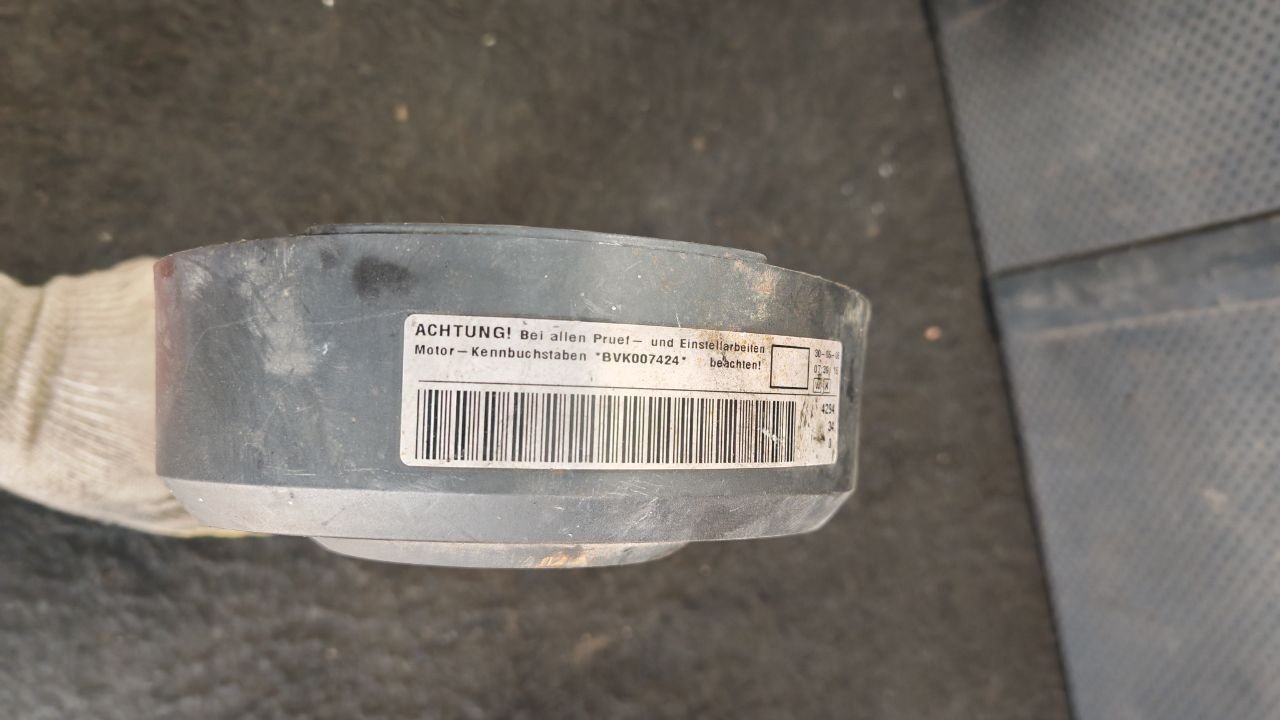 ACHTUNG! Bei allen Pruef— und Einstellarbeiten
Motor—Kennbuchstaben *BVK007424* beachten!
4294
34